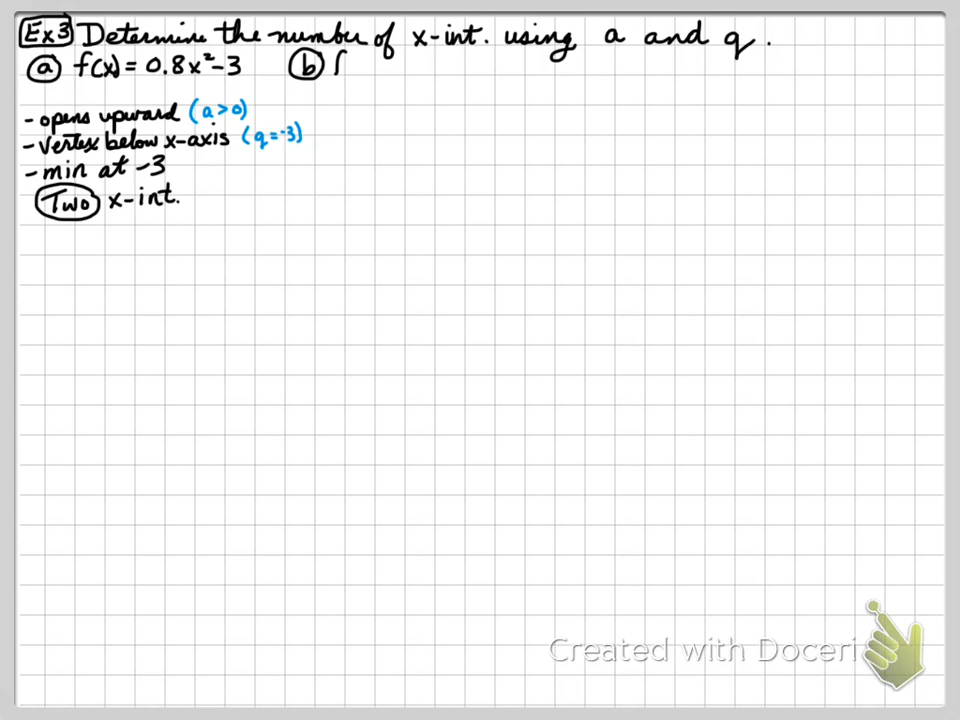 Ex3 Determine the number of x-int. using a and q.
a f(x) = 0.8x²-3 b f
- opens upward (a>0)
- vertex below x-axis (q=-3)
- min at -3
Two x-int.
Created with Doceri